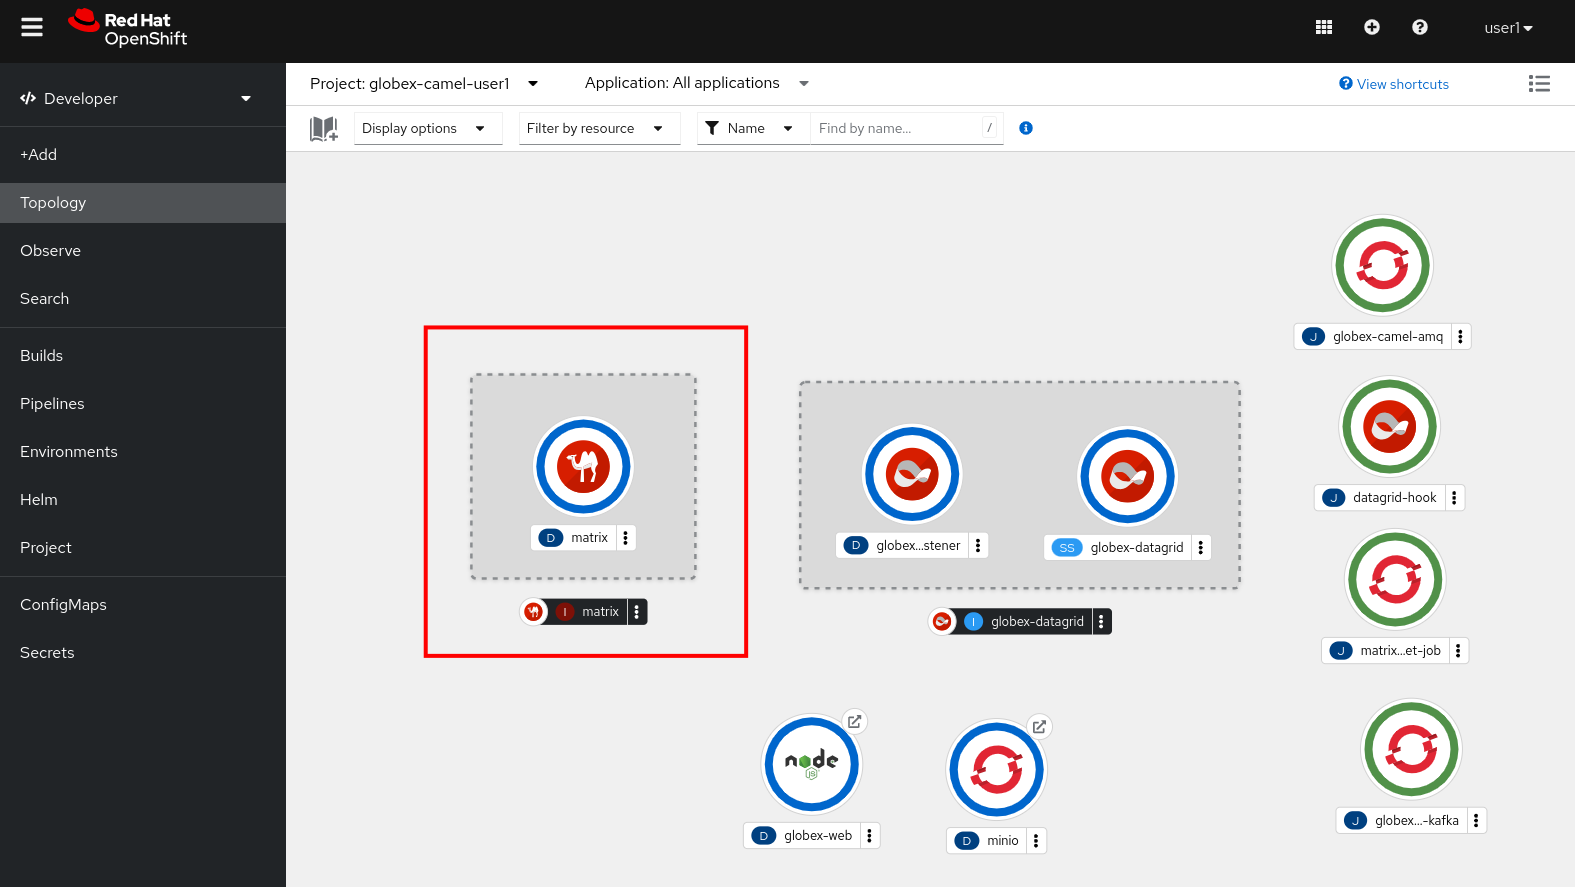 Red Hat
OpenShift
user1
Developer
+Add
Topology
Observe
Search
Builds
Pipelines
Environments
Helm
Project
ConfigMaps
Secrets
Project: globex-camel-user1
Application: All applications
View shortcuts
Display options
Filter by resource
Name
Find by name...
/
J globex-camel-amq
D matrix
I matrix
D globex...stener
SS globex-datagrid
I globex-datagrid
J datagrid-hook
J matrix...et-job
node
JS
D globex-web
D minio
J globex...-kafka